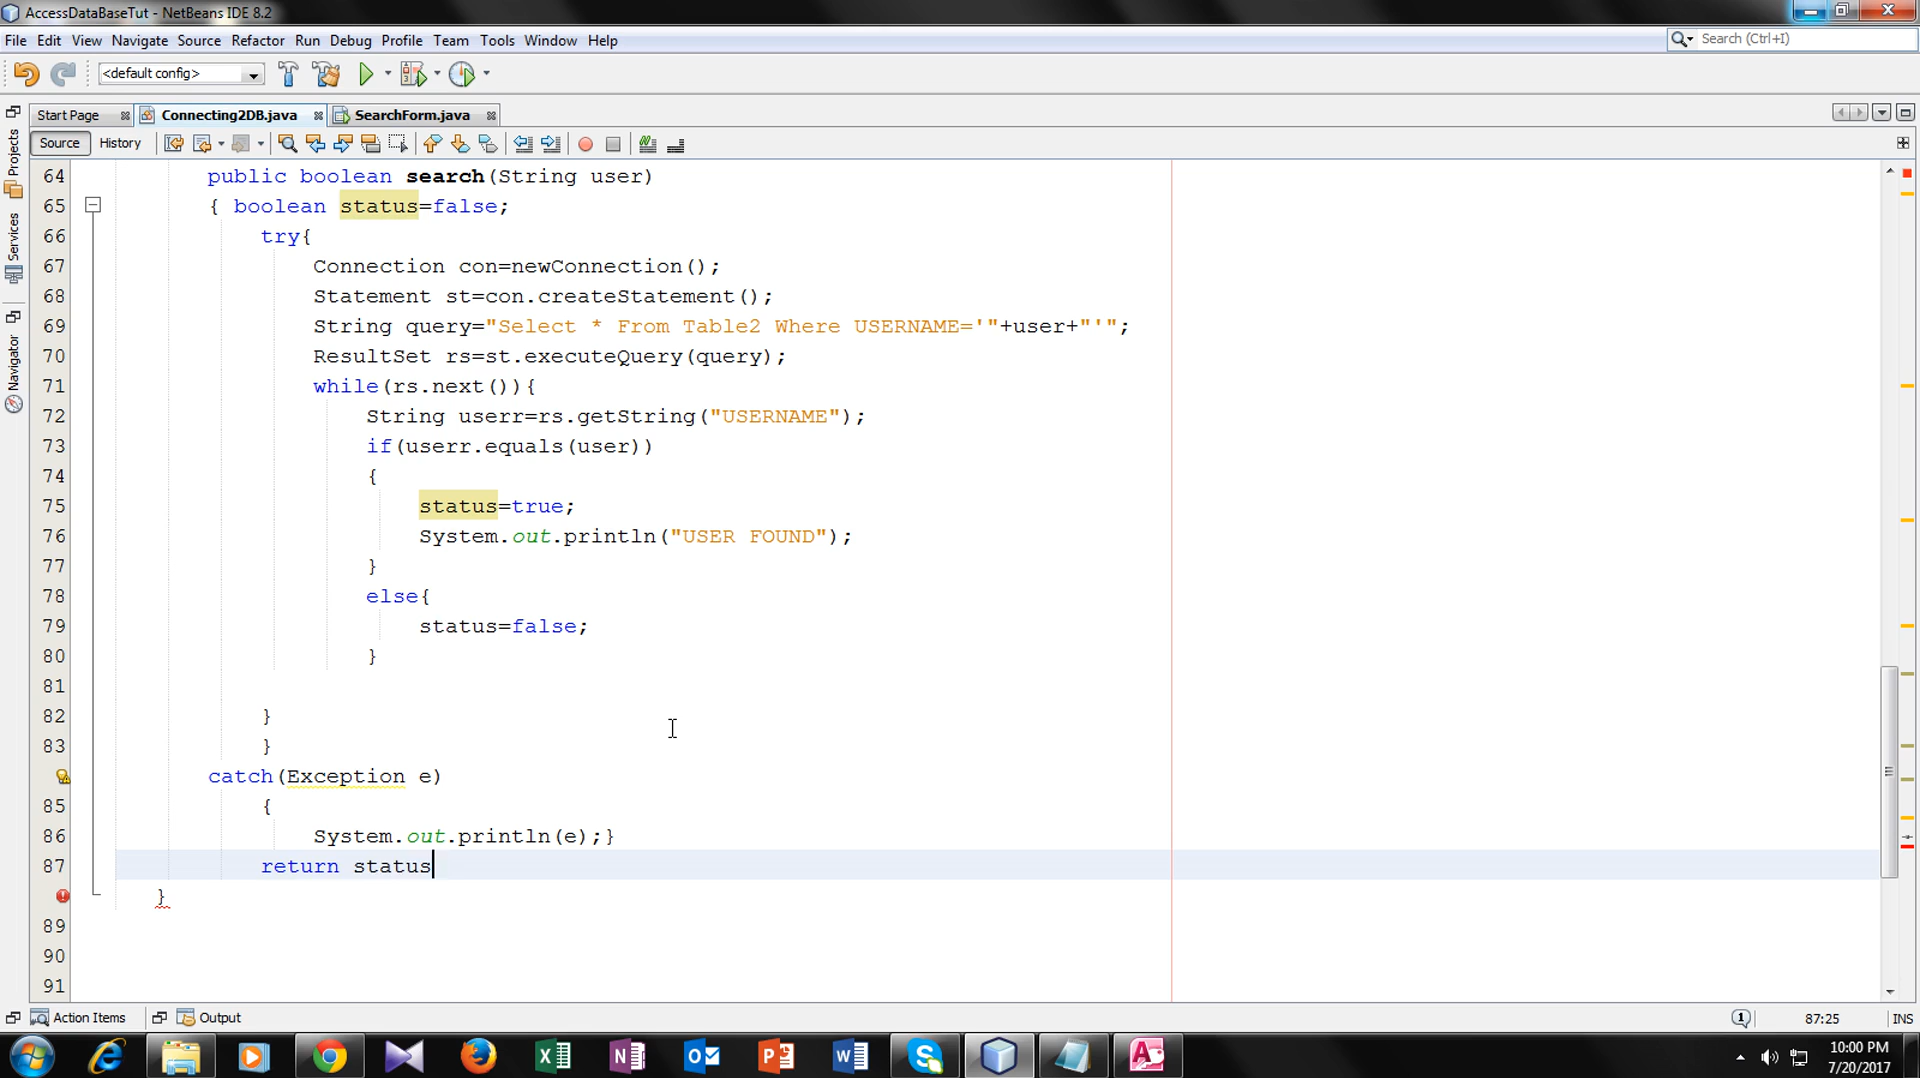 AccessDataBaseTut - NetBeans IDE 8.2
File Edit View Navigate Source Refactor Run Debug Profile Team Tools Window Help
Search (Ctrl+I)
<default config>
Start Page Connecting2DB.java SearchForm.java
Source History
Projects
Services
Navigator
64 public boolean search(String user)
65 { boolean status=false;
66 try{
67 Connection con=newConnection();
68 Statement st=con.createStatement();
69 String query="Select * From Table2 Where USERNAME='"+user+"'";
70 ResultSet rs=st.executeQuery(query);
71 while(rs.next()){
72 String userr=rs.getString("USERNAME");
73 if(userr.equals(user))
74 {
75 status=true;
76 System.out.println("USER FOUND");
77 }
78 else{
79 status=false;
80 }
81
82 }
83 }
catch(Exception e)
85 {
86 System.out.println(e);}
87 return status
}
89
90
91
Action Items Output
1 87:25 INS
10:00 PM
7/20/2017